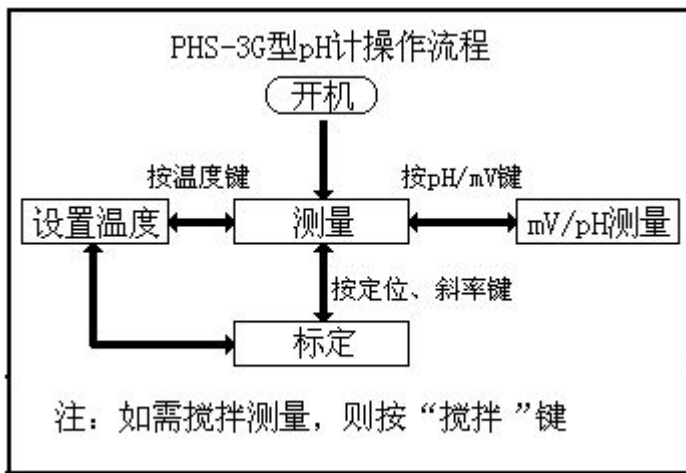 PHS-3G型pH计操作流程
开机
按温度键
按pH/mV键
设置温度
测量
mV/pH测量
按定位、斜率键
标定
注：如需搅拌测量，则按“搅拌”键